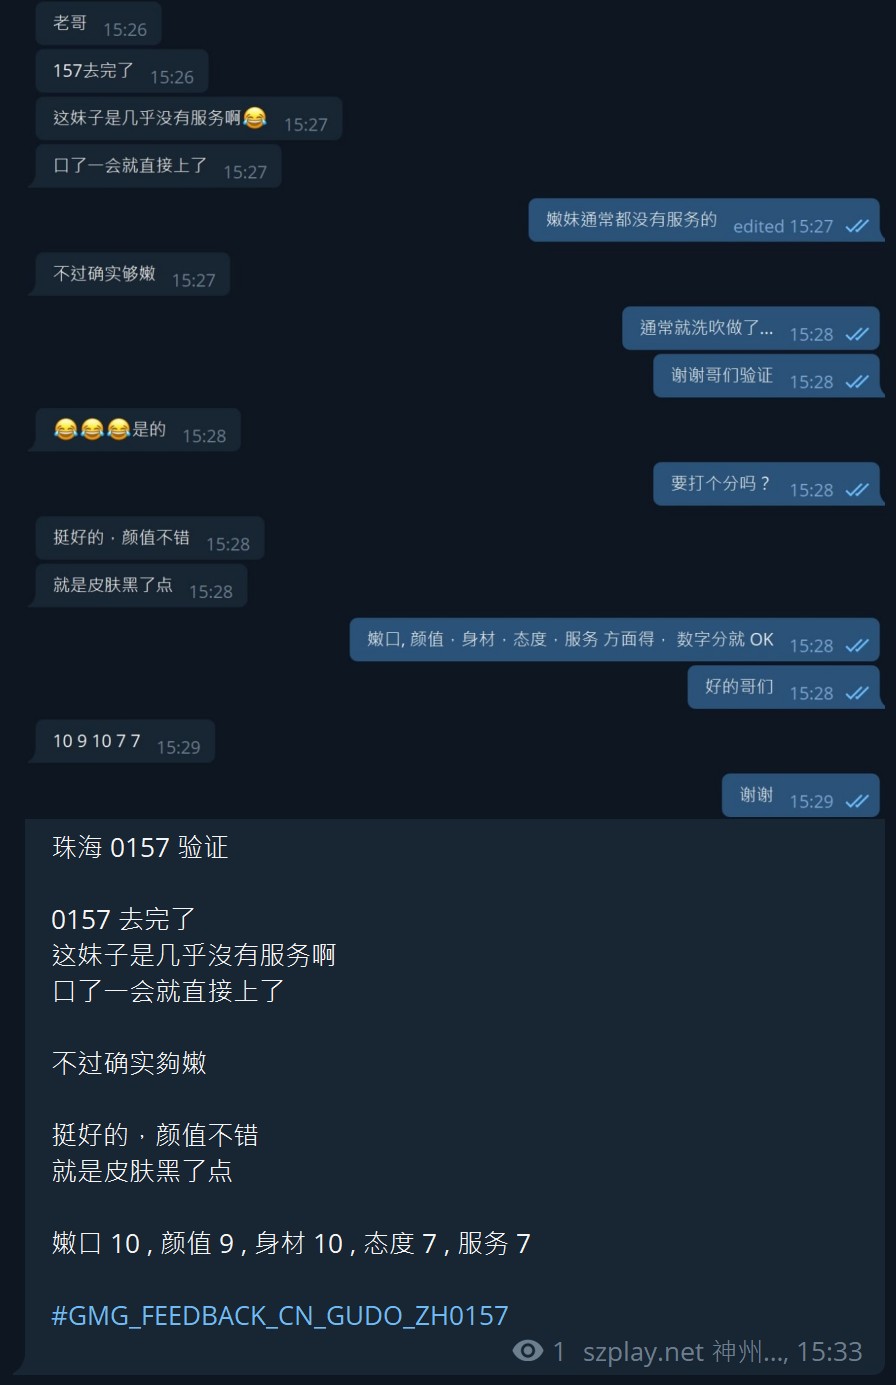 老哥 15:26
157去完了 15:26
这妹子是几乎没有服务啊😂 15:27
口了一会就直接上了 15:27
嫩妹通常都没有服务的 edited 15:27
不过确实够嫩 15:27
通常就洗吹做了... 15:28
谢谢哥们验证 15:28
😂😂😂是的 15:28
要打个分吗？ 15:28
挺好的，颜值不错 15:28
就是皮肤黑了点 15:28
嫩口, 颜值，身材，态度，服务 方面得， 数字分就 OK 15:28
好的哥们 15:28
10 9 10 7 7 15:29
谢谢 15:29
珠海 0157 验证
0157 去完了
这妹子是几乎沒有服务啊
口了一会就直接上了
不过确实夠嫩
挺好的，颜值不错
就是皮肤黑了点
嫩口 10 , 颜值 9 , 身材 10 , 态度 7 , 服务 7
#GMG_FEEDBACK_CN_GUDO_ZH0157
1 szplay.net 神州..., 15:33